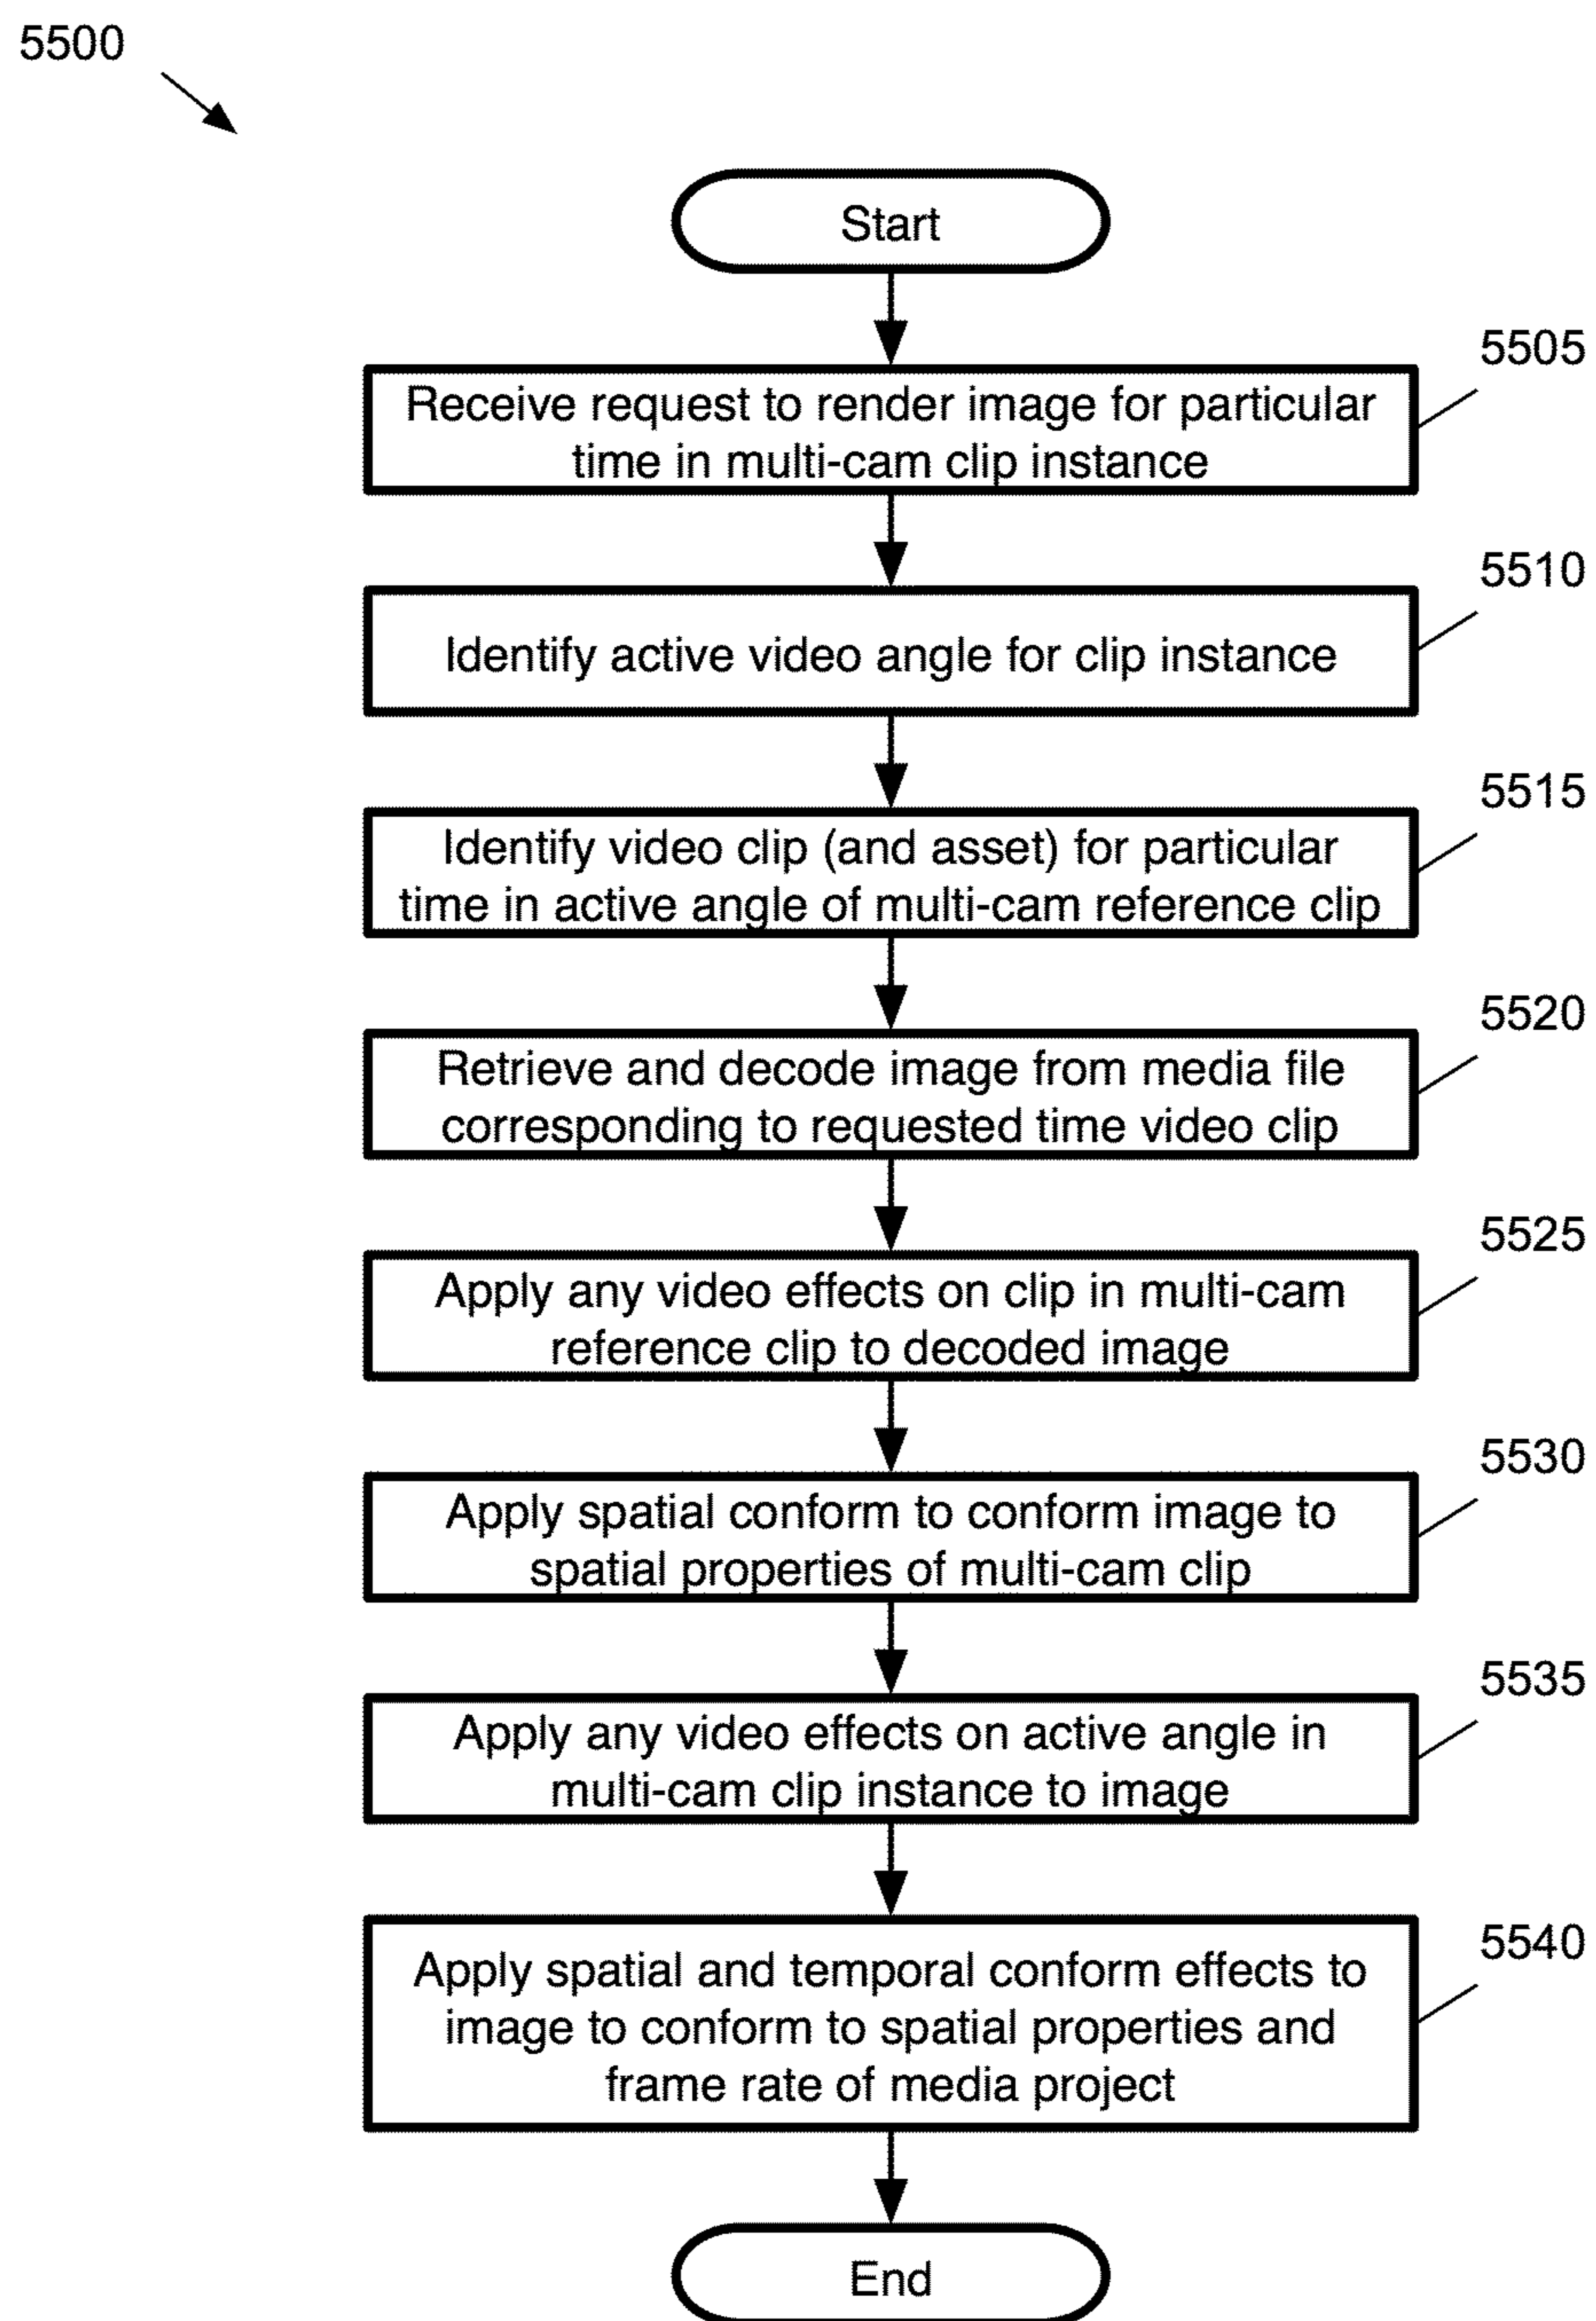 5500
Start
5505
Receive request to render image for particular
time in multi-cam clip instance
5510
Identify active video angle for clip instance
5515
Identify video clip (and asset) for particular
time in active angle of multi-cam reference clip
5520
Retrieve and decode image from media file
corresponding to requested time video clip
5525
Apply any video effects on clip in multi-cam
reference clip to decoded image
5530
Apply spatial conform to conform image to
spatial properties of multi-cam clip
5535
Apply any video effects on active angle in
multi-cam clip instance to image
5540
Apply spatial and temporal conform effects to
image to conform to spatial properties and
frame rate of media project
End